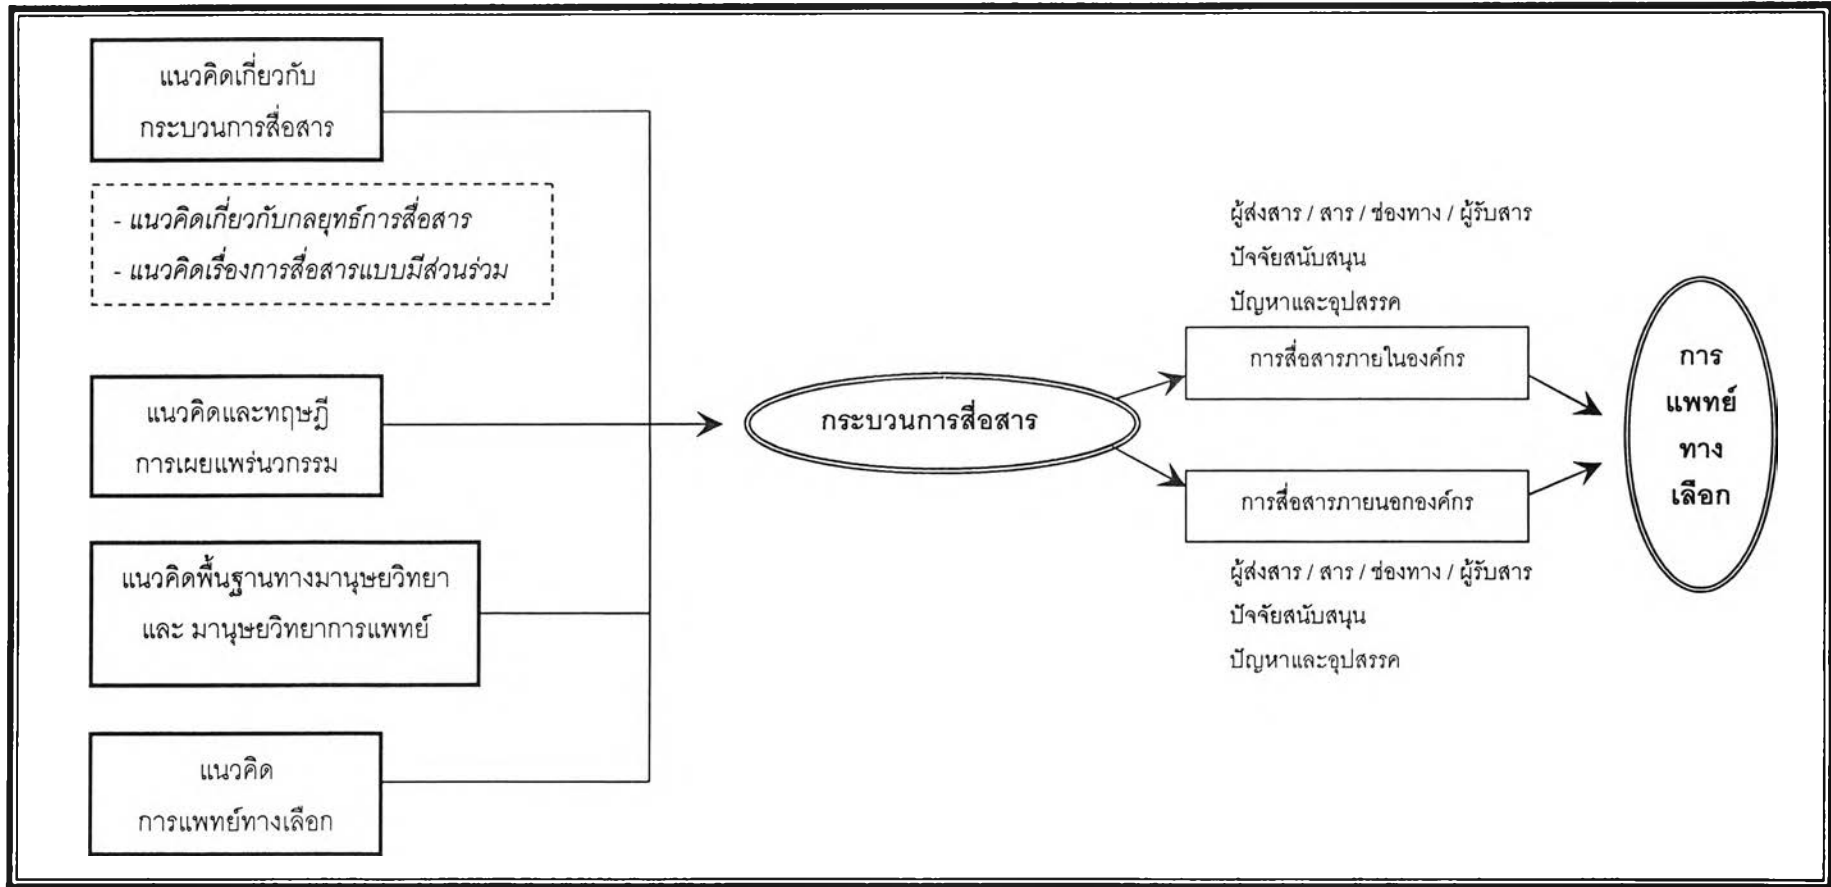 แนวคิดเกี่ยวกับ
กระบวนการสื่อสาร
- แนวคิดเกี่ยวกับกลยุทธ์การสื่อสาร
- แนวคิดเรื่องการสื่อสารแบบมีส่วนร่วม
แนวคิดและทฤษฎี
การเผยแพร่นวกรรม
แนวคิดพื้นฐานทางมานุษยวิทยา
และ มานุษยวิทยาการแพทย์
แนวคิด
การแพทย์ทางเลือก
กระบวนการสื่อสาร
ผู้ส่งสาร / สาร / ช่องทาง / ผู้รับสาร
ปัจจัยสนับสนุน
ปัญหาและอุปสรรค
การสื่อสารภายในองค์กร
การสื่อสารภายนอกองค์กร
ผู้ส่งสาร / สาร / ช่องทาง / ผู้รับสาร
ปัจจัยสนับสนุน
ปัญหาและอุปสรรค
การ
แพทย์
ทาง
เลือก